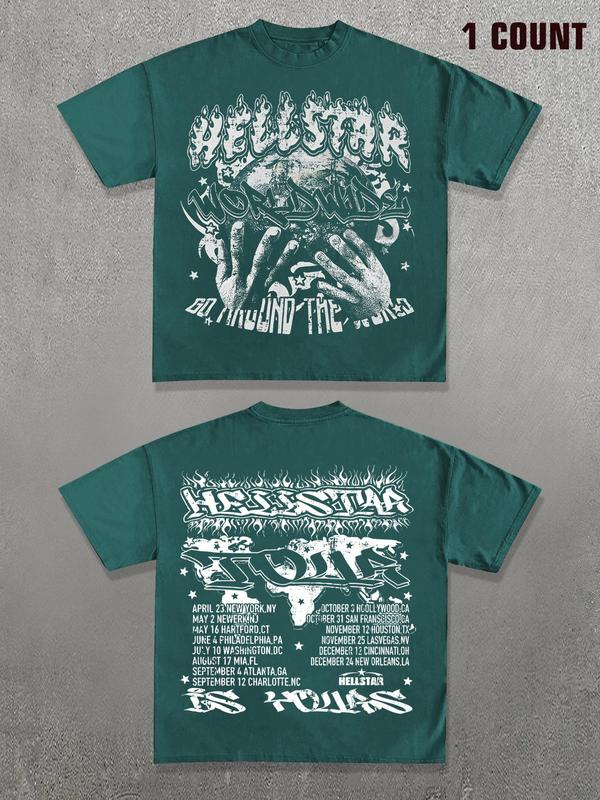 1 COUNT
HELLSTAR
WORLDWIDE
GO AROUND THE WORLD
HELLSTAR
TOUR
APRIL 23 NEW YORK,NY
MAY 2 NEWERK,NJ
MAY 16 HARTFORD,CT
JUNE 4 PHILADELPHIA,PA
JULY 10 WASHINGTON,DC
AUGUST 17 MIA,FL
SEPTEMBER 4 ATLANTA,GA
SEPTEMBER 12 CHARLOTTE,NC
OCTOBER 3 HOOLLYWOOD,CA
OCTOBER 31 SAN FRANSCISCO,CA
NOVEMBER 12 HOUSTON,TX
NOVEMBER 25 LASVEGAS,NV
DECEMBER 12 CINCINNATI,OH
DECEMBER 24 NEW ORLEANS,LA
HELLSTAR
IS YOURS